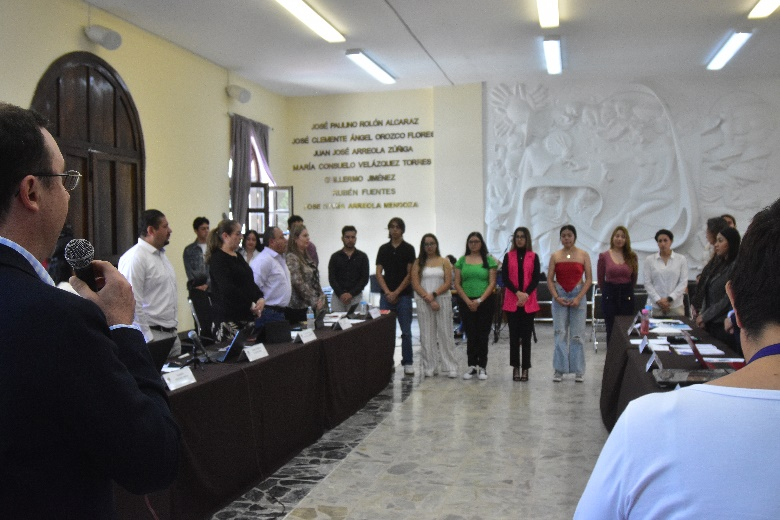 JOSÉ PAULINO ROLÓN ALCARAZ
JOSÉ CLEMENTE ÁNGEL OROZCO FLORES
JUAN JOSÉ ARREOLA ZÚÑIGA
MARÍA CONSUELO VELÁZQUEZ TORRES
GUILLERMO JIMÉNEZ
RUBÉN FUENTES
ARREOLA MENDOZA